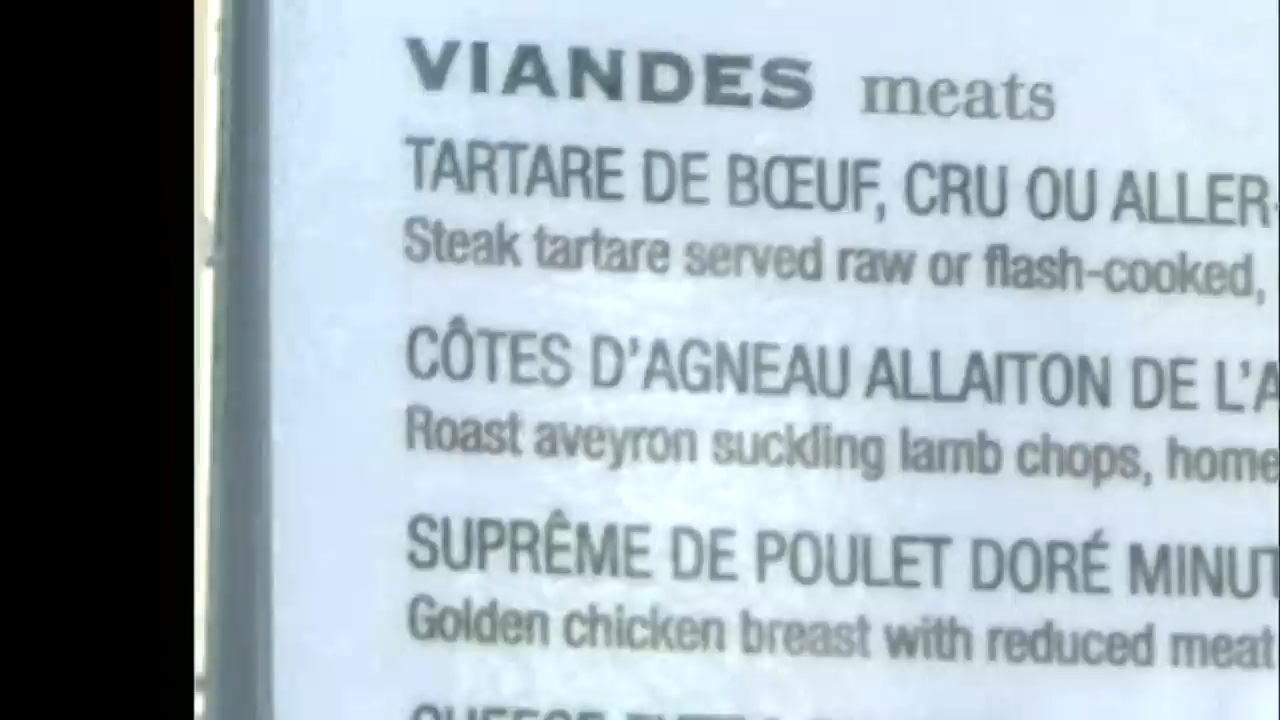 VIANDES meats
TARTARE DE BŒUF, CRU OU ALLER-
Steak tartare served raw or flash-cooked,
CÔTES D'AGNEAU ALLAITON DE L'A
Roast aveyron suckling lamb chops, home
SUPRÊME DE POULET DORÉ MINUT
Golden chicken breast with reduced meat